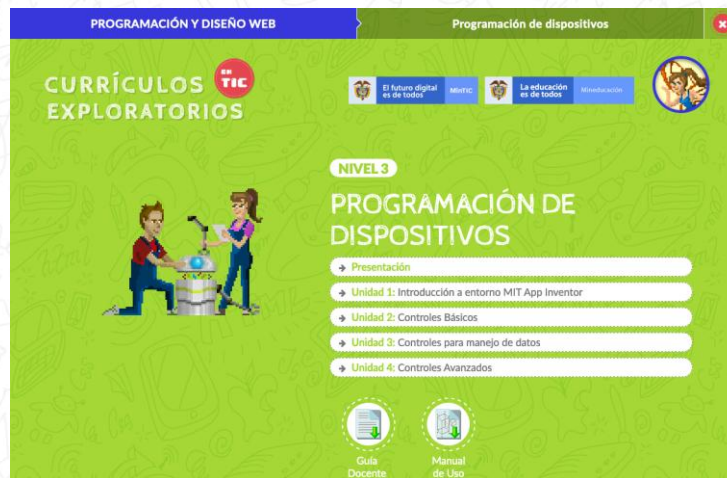 PROGRAMACIÓN Y DISEÑO WEB
Programación de dispositivos
CURRÍCULOS EN TIC
EXPLORATORIOS
El futuro digital
es de todos
MinTIC
La educación
es de todos
Mineducación
NIVEL 3
PROGRAMACIÓN DE
DISPOSITIVOS
Presentación
Unidad 1: Introducción a entorno MIT App Inventor
Unidad 2: Controles Básicos
Unidad 3: Controles para manejo de datos
Unidad 4: Controles Avanzados
Guía
Docente
Manual
de Uso